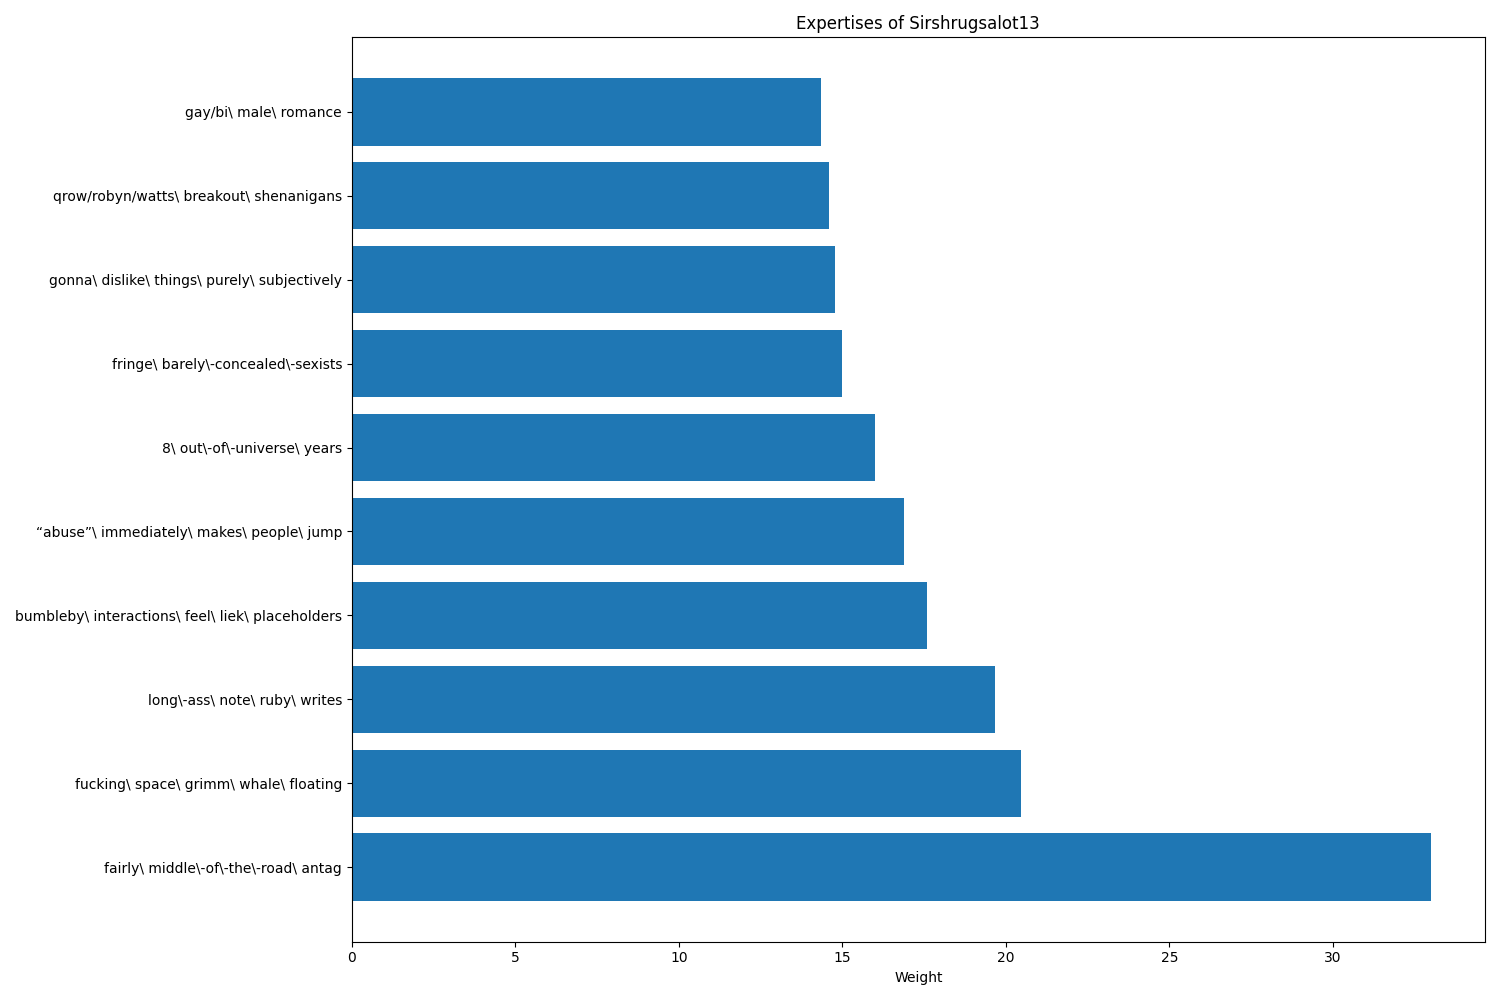 Expertises of Sirshrugsalot13
gay/bi\ male\ romance
qrow/robyn/watts\ breakout\ shenanigans
gonna\ dislike\ things\ purely\ subjectively
fringe\ barely\-concealed\-sexists
8\ out\-of\-universe\ years
“abuse”\ immediately\ makes\ people\ jump
bumbleby\ interactions\ feel\ liek\ placeholders
long\-ass\ note\ ruby\ writes
fucking\ space\ grimm\ whale\ floating
fairly\ middle\-of\-the\-road\ antag
0 5 10 15 20 25 30
Weight